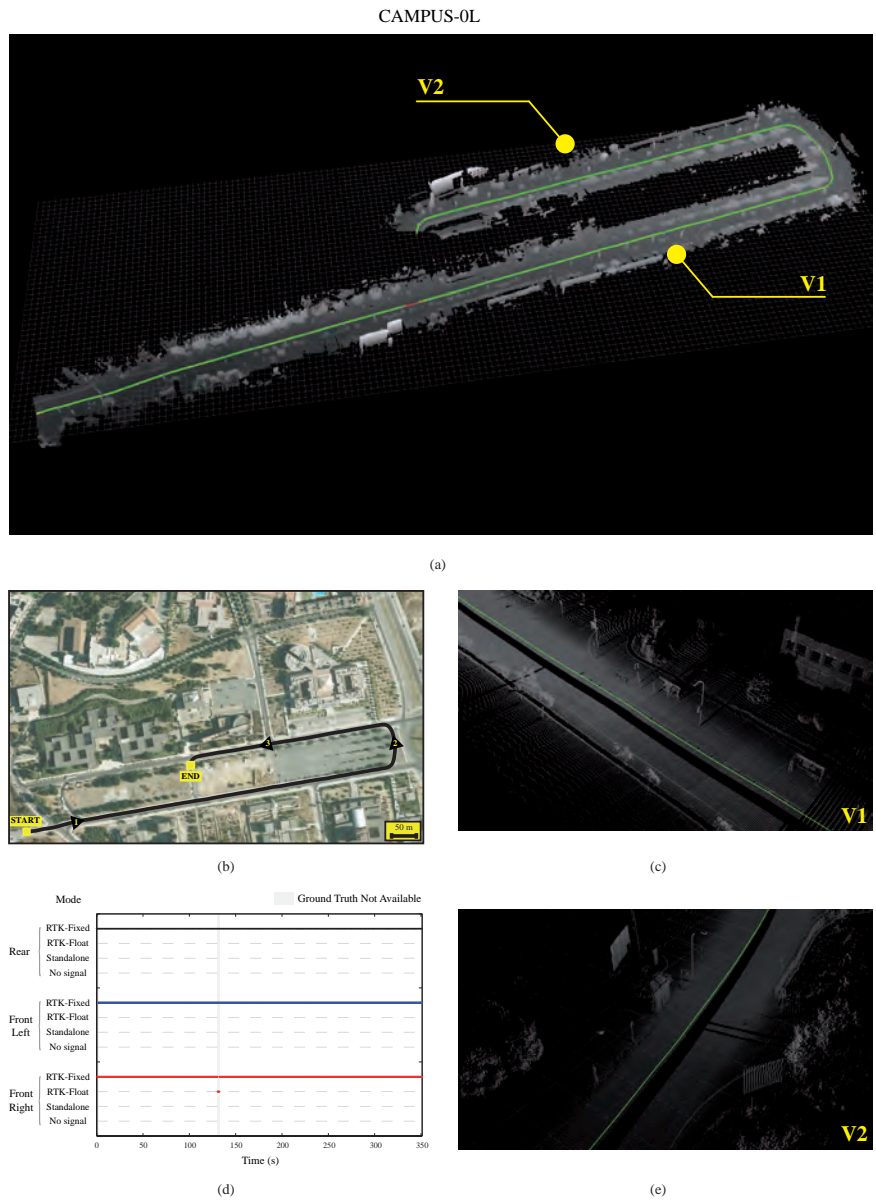 CAMPUS-0L
V2
V1
(a)
START
1
END
3
2
50 m
V1
(b)
(c)
Mode
Ground Truth Not Available
Rear
RTK-Fixed
RTK-Float
Standalone
No signal
Front
Left
RTK-Fixed
RTK-Float
Standalone
No signal
Front
Right
RTK-Fixed
RTK-Float
Standalone
No signal
0 50 100 150 200 250 300 350
Time (s)
V2
(d)
(e)